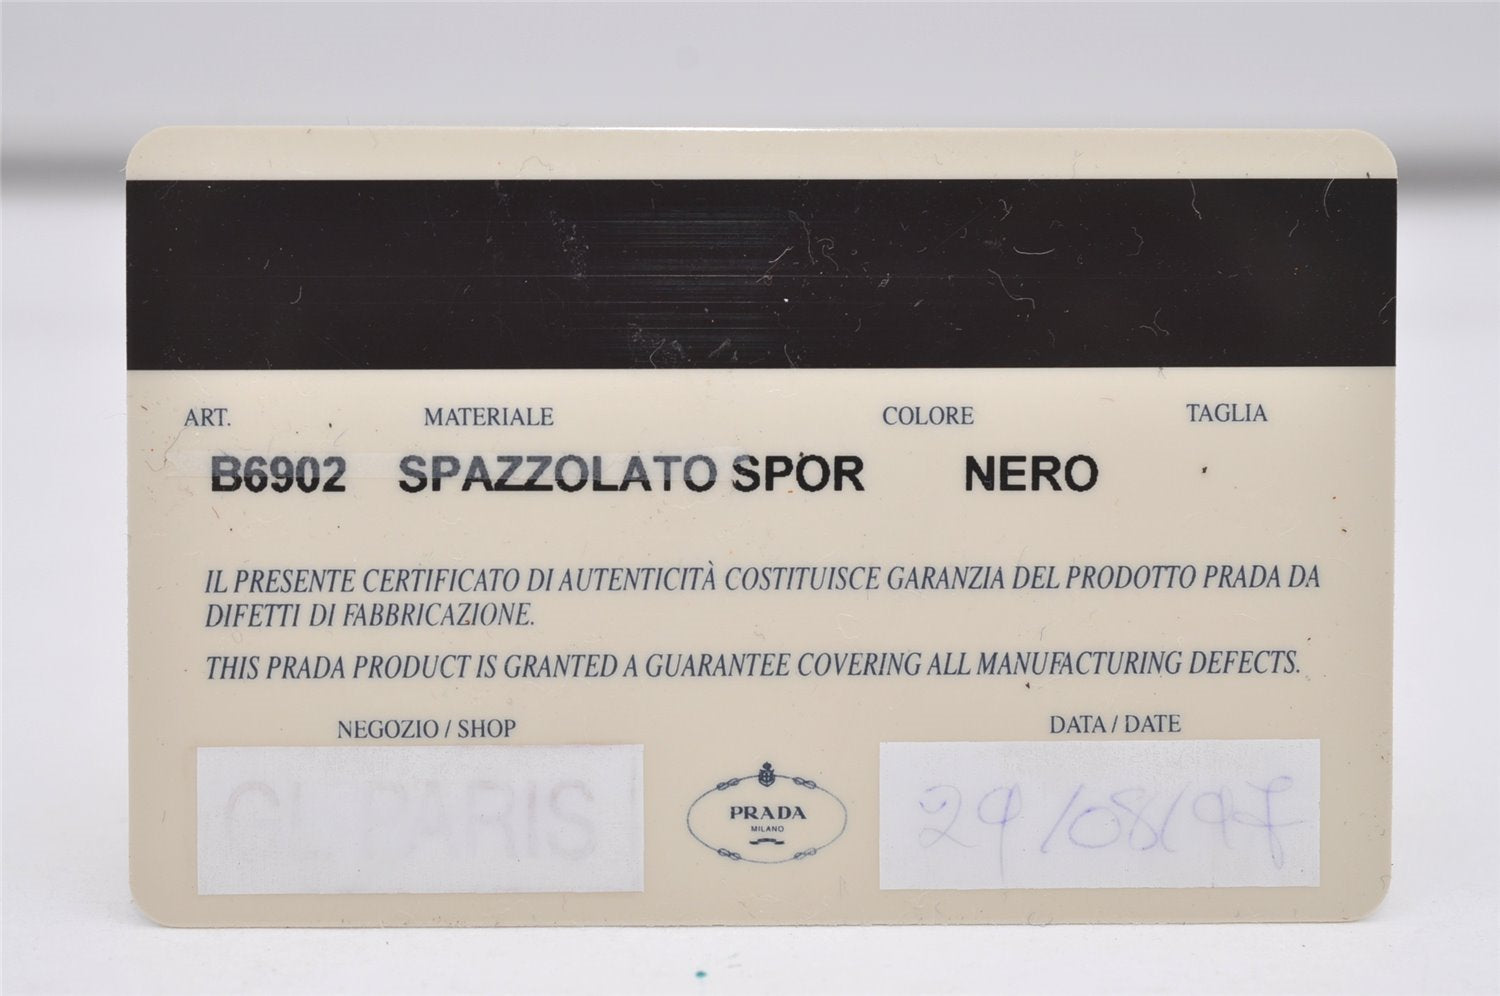 ART. MATERIALE COLORE TAGLIA
B6902 SPAZZOLATO SPOR NERO
IL PRESENTE CERTIFICATO DI AUTENTICITÀ COSTITUISCE GARANZIA DEL PRODOTTO PRADA DA
DIFETTI DI FABBRICAZIONE.
THIS PRADA PRODUCT IS GRANTED A GUARANTEE COVERING ALL MANUFACTURING DEFECTS.
NEGOZIO / SHOP DATA / DATE
GL PARIS
PRADA
MILANO
29/08/97